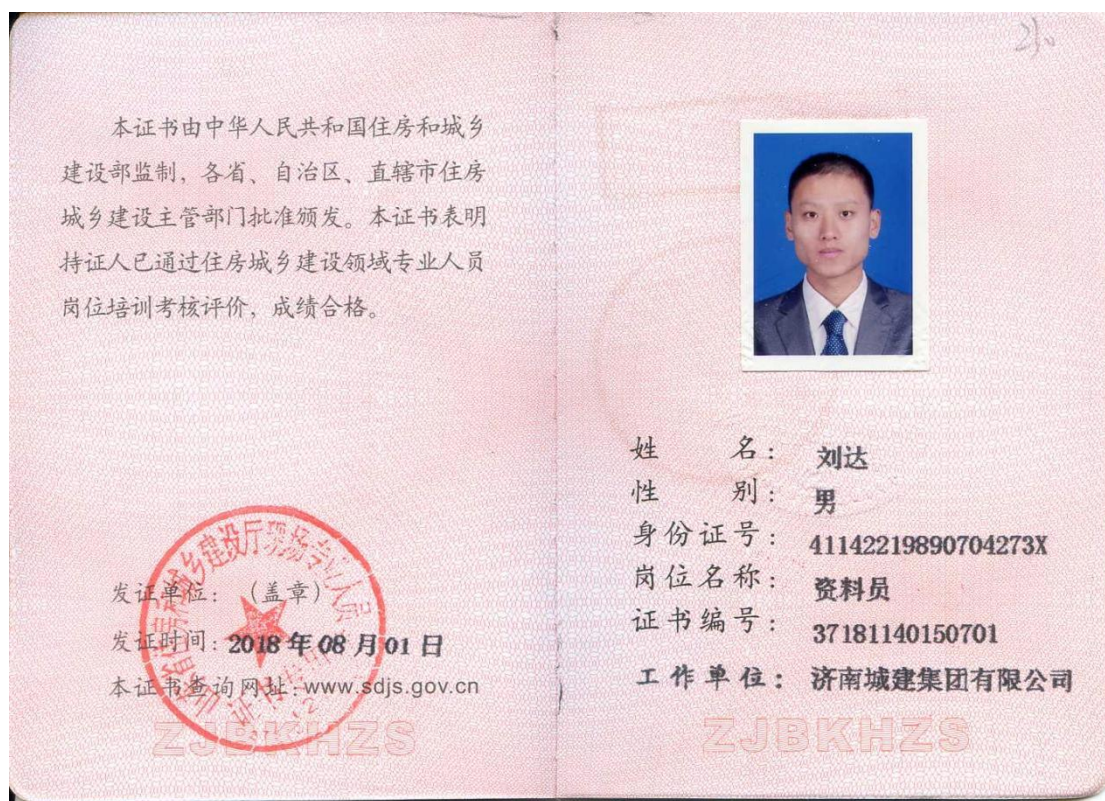 本证书由中华人民共和国住房和城乡
建设部监制，各省、自治区、直辖市住房
城乡建设主管部门批准颁发。本证书表明
持证人已通过住房城乡建设领域专业人员
岗位培训考核评价，成绩合格。
发证单位：（盖章）
发证时间：2018年08月01日
本证书查询网址：www.sdjs.gov.cn
ZJBKHZS
姓 名： 刘达
性 别： 男
身份证号： 41142219890704273X
岗位名称： 资料员
证书编号： 37181140150701
工作单位： 济南城建集团有限公司
ZJBKHZS